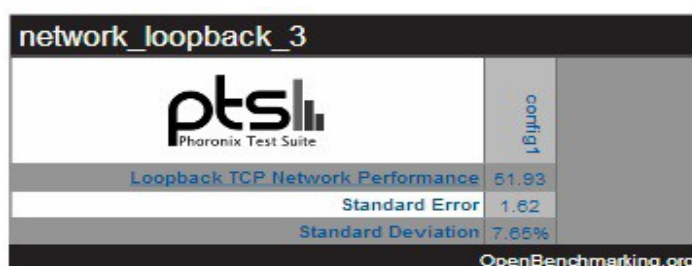 network_loopback_3
pts
Phoronix Test Suite
config1
Loopback TCP Network Performance 51.93
Standard Error 1.62
Standard Deviation 7.65%
OpenBenchmarking.org